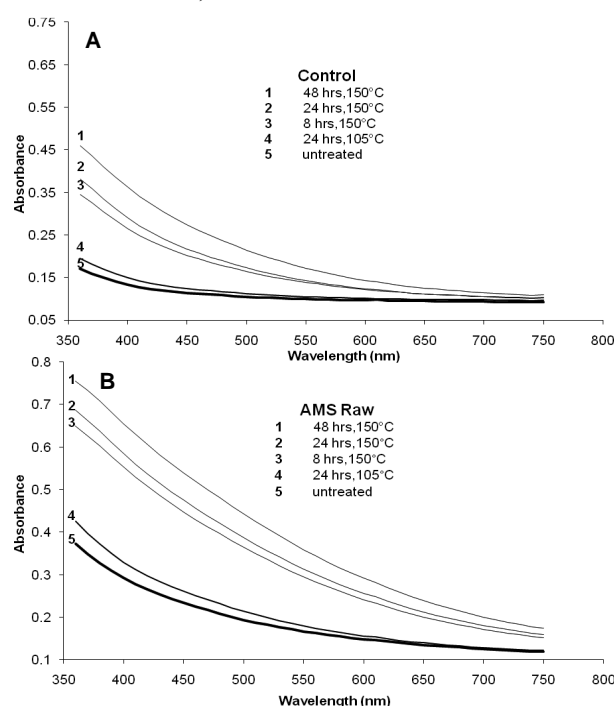 A
0.75
0.65
0.55
0.45
0.35
0.25
0.15
0.05
Absorbance
Control
1 48 hrs,150°C
2 24 hrs,150°C
3 8 hrs,150°C
4 24 hrs,105°C
5 untreated
1
2
3
4
5
350 400 450 500 550 600 650 700 750 800
Wavelength (nm)
B
0.8
0.7
0.6
0.5
0.4
0.3
0.2
0.1
Absorbance
AMS Raw
1 48 hrs,150°C
2 24 hrs,150°C
3 8 hrs,150°C
4 24 hrs,105°C
5 untreated
1
2
3
4
5
350 400 450 500 550 600 650 700 750 800
Wavelength (nm)